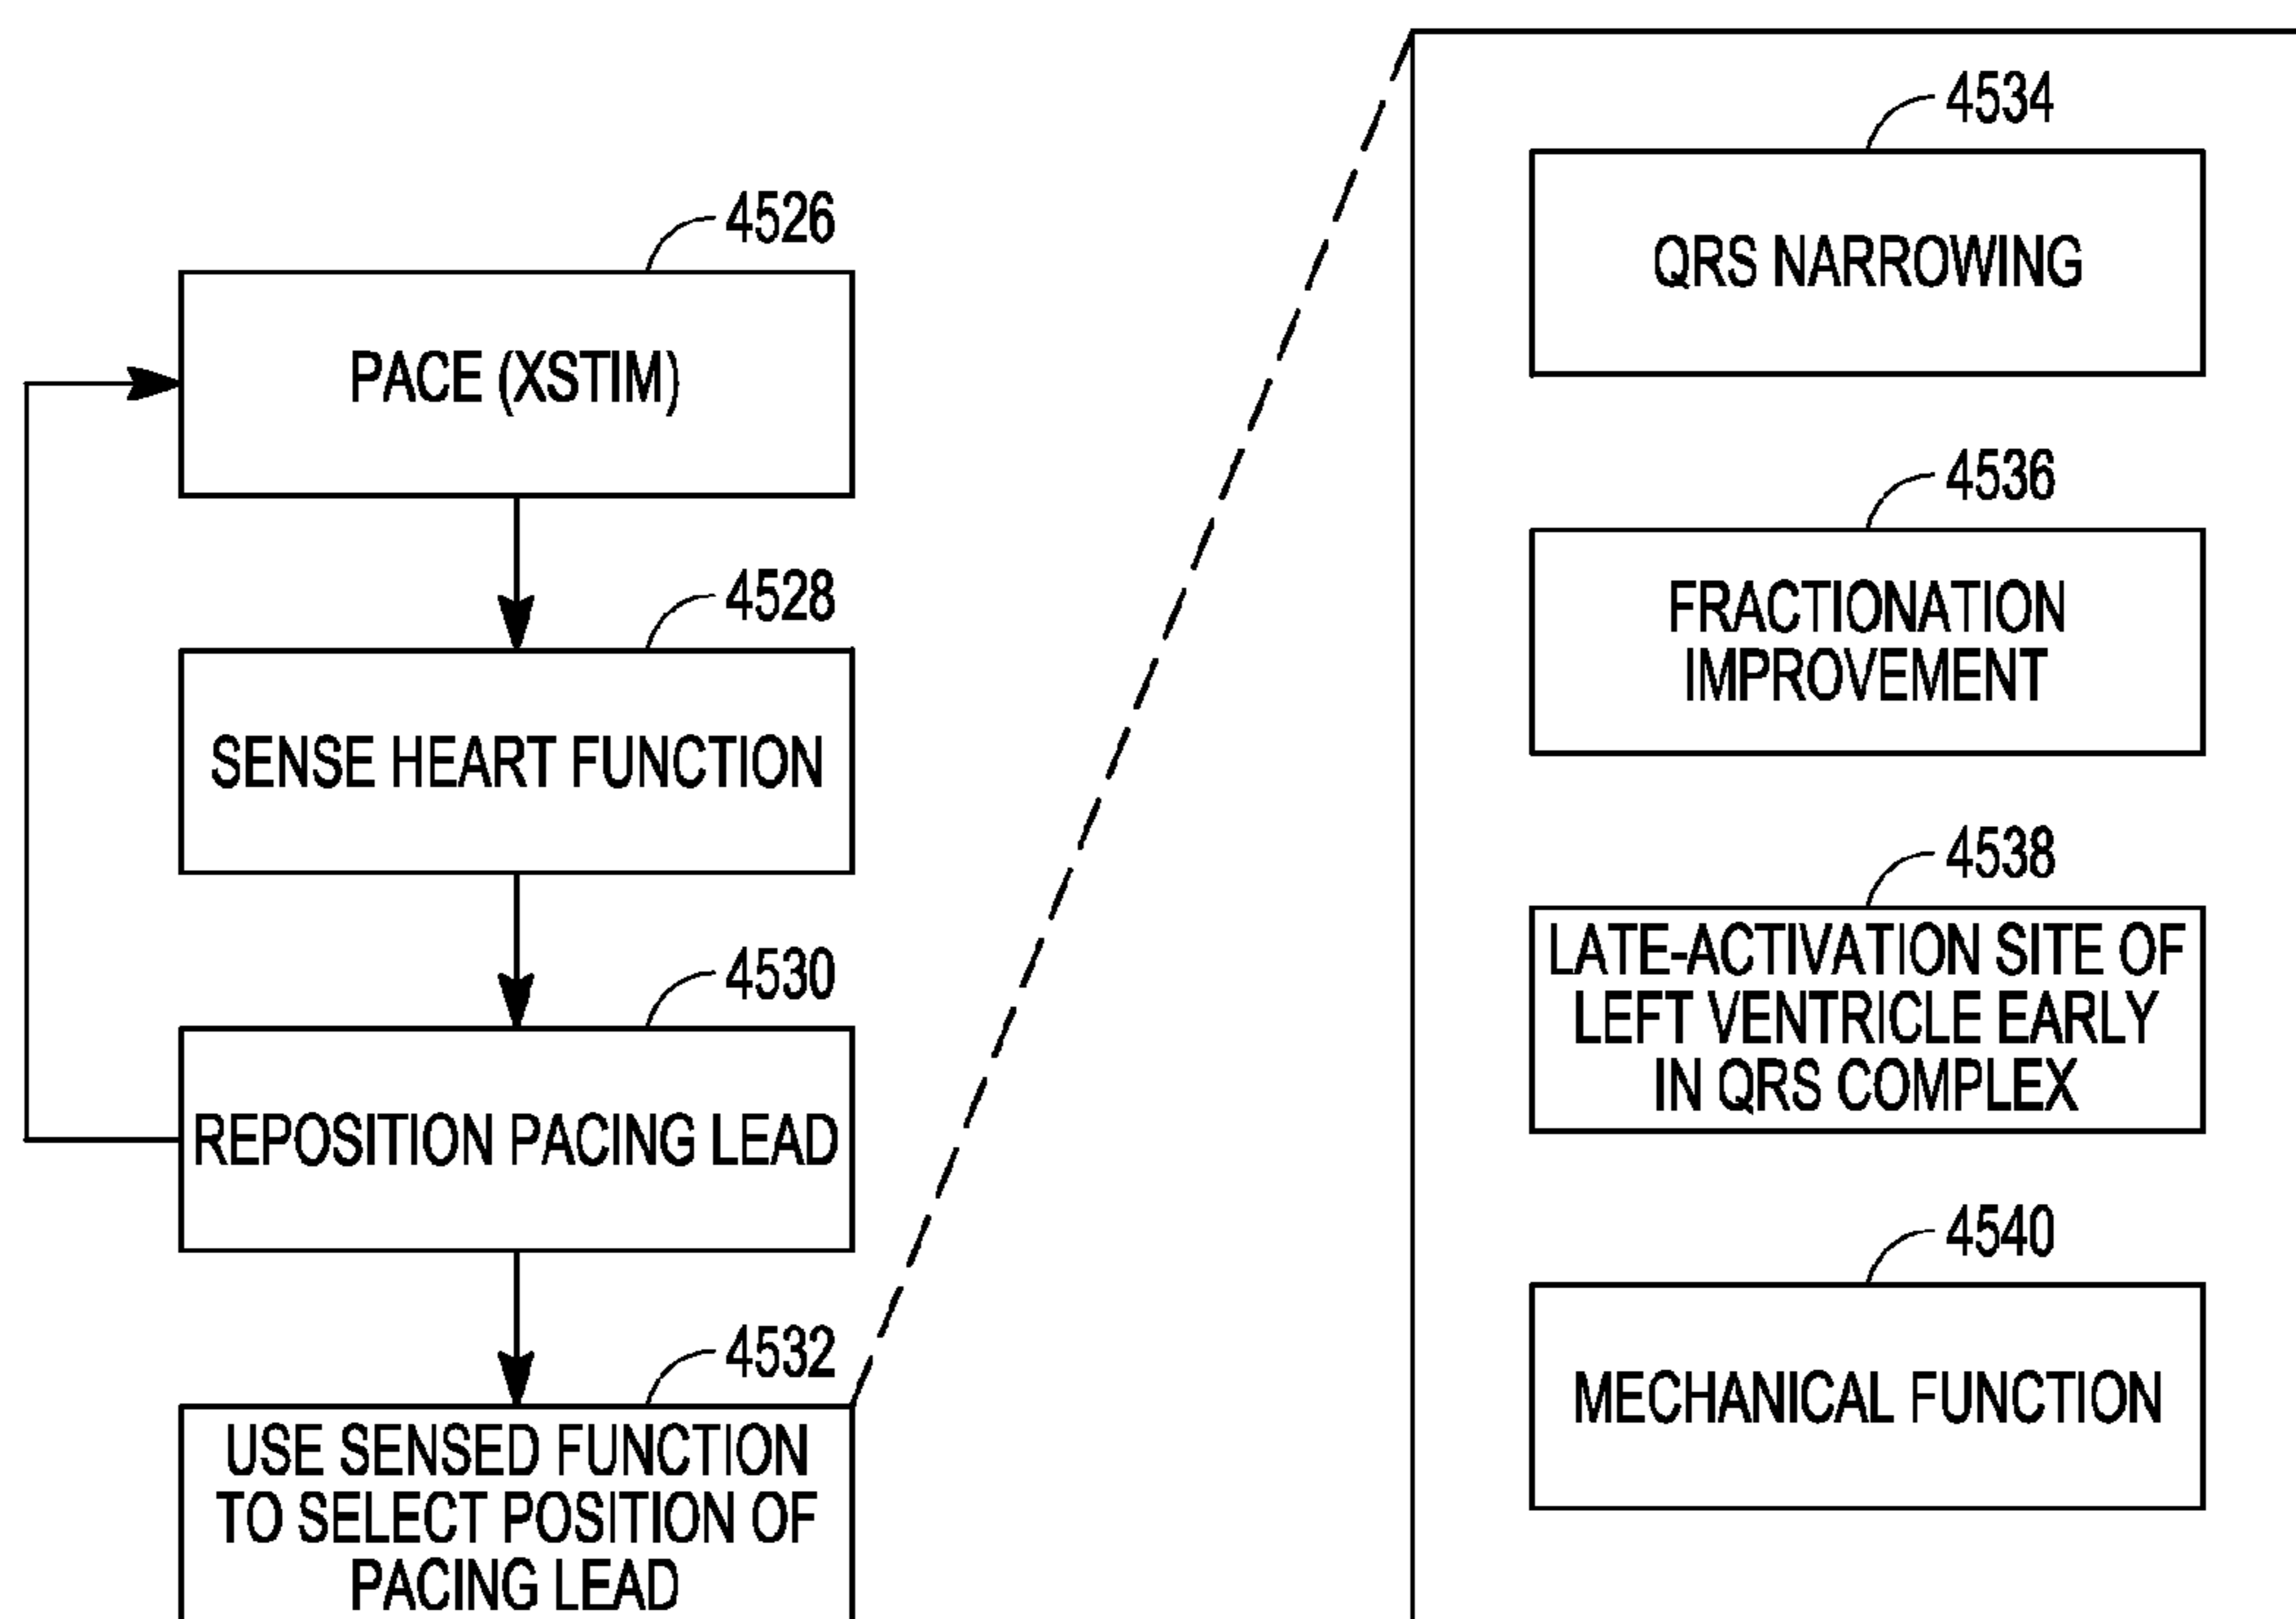 4526
PACE (XSTIM)
4528
SENSE HEART FUNCTION
4530
REPOSITION PACING LEAD
4532
USE SENSED FUNCTION
TO SELECT POSITION OF
PACING LEAD
4534
QRS NARROWING
4536
FRACTIONATION
IMPROVEMENT
4538
LATE-ACTIVATION SITE OF
LEFT VENTRICLE EARLY
IN QRS COMPLEX
4540
MECHANICAL FUNCTION